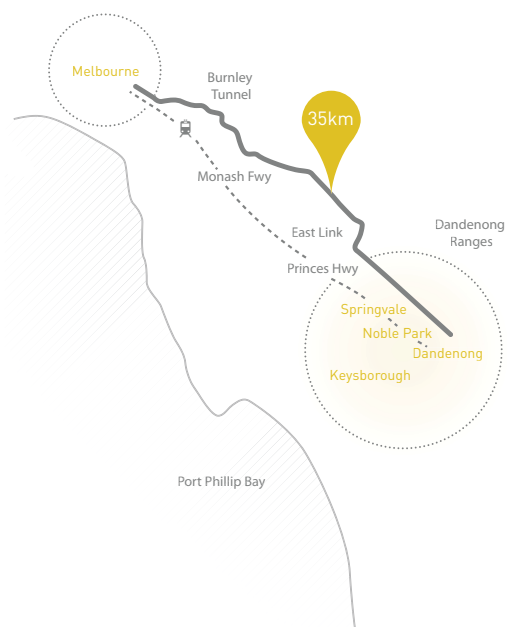 Melbourne
Burnley
Tunnel
35km
Monash Fwy
East Link
Dandenong
Ranges
Princes Hwy
Springvale
Noble Park
Dandenong
Keysborough
Port Phillip Bay